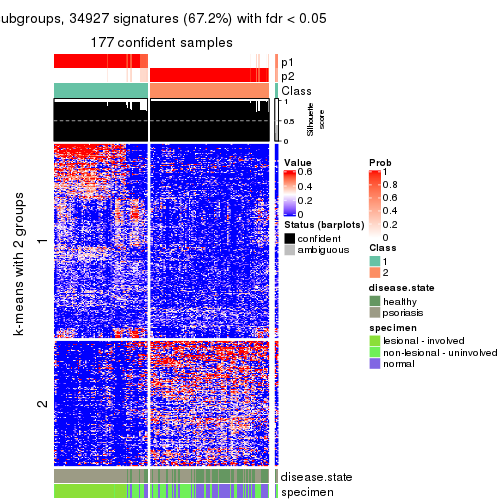 ubgroups, 34927 signatures (67.2%) with fdr < 0.05
177 confident samples
p1
p2
Class
1
0.5
0
Silhouette
score
k-means with 2 groups
1
2
Value
0.6
0.4
0.2
0
Status (barplots)
confident
ambiguous
Prob
1
0.8
0.6
0.4
0.2
0
Class
1
2
disease.state
healthy
psoriasis
specimen
lesional - involved
non-lesional - uninvolved
normal
disease.state
specimen